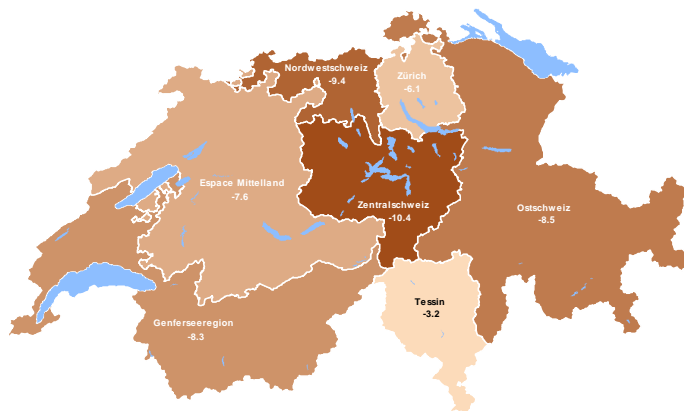 Nordwestschweiz
-9.4
Zürich
-6.1
Espace Mittelland
-7.6
Zentralschweiz
-10.4
Ostschweiz
-8.5
Tessin
-3.2
Genferseeregion
-8.3